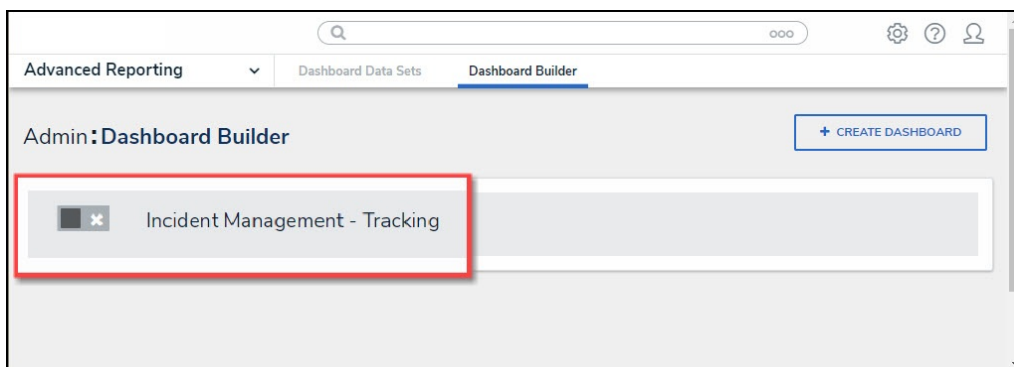 Advanced Reporting
Dashboard Data Sets
Dashboard Builder
Admin:Dashboard Builder
+ CREATE DASHBOARD
Incident Management - Tracking